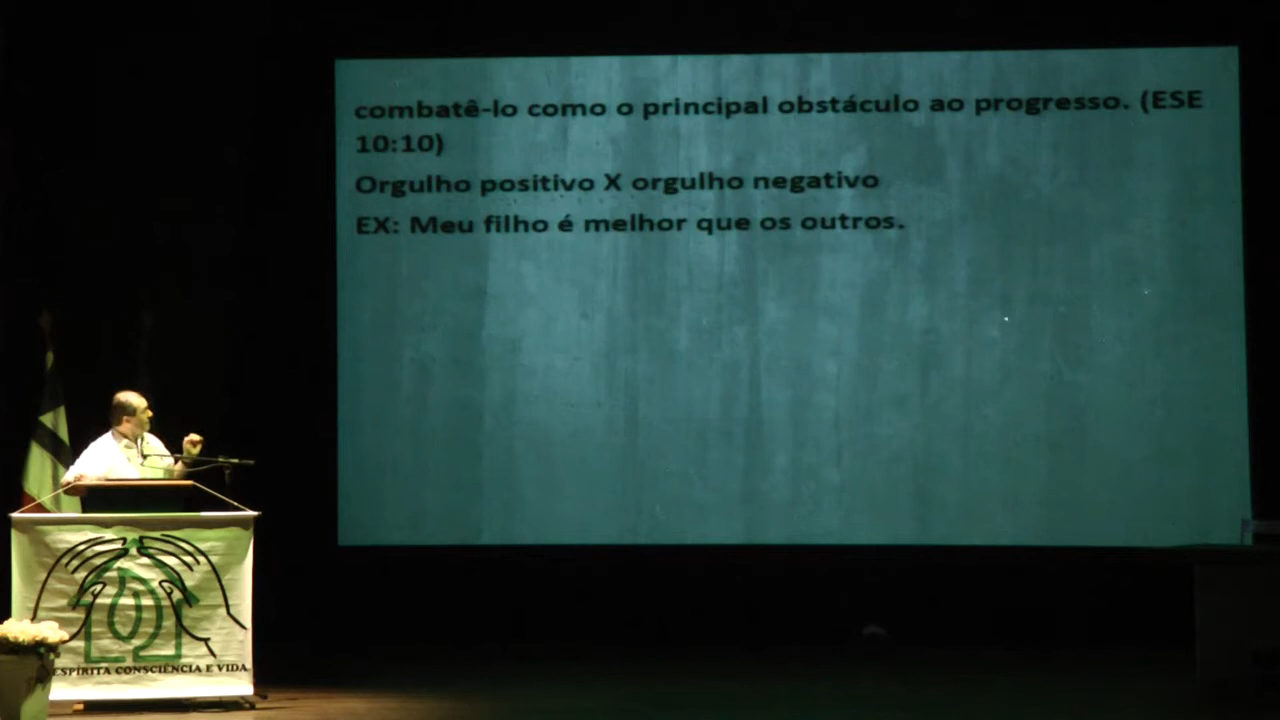 combatê-lo como o principal obstáculo ao progresso. (ESE
10:10)
Orgulho positivo X orgulho negativo
EX: Meu filho é melhor que os outros.
ESPÍRITA CONSCIÊNCIA E VIDA